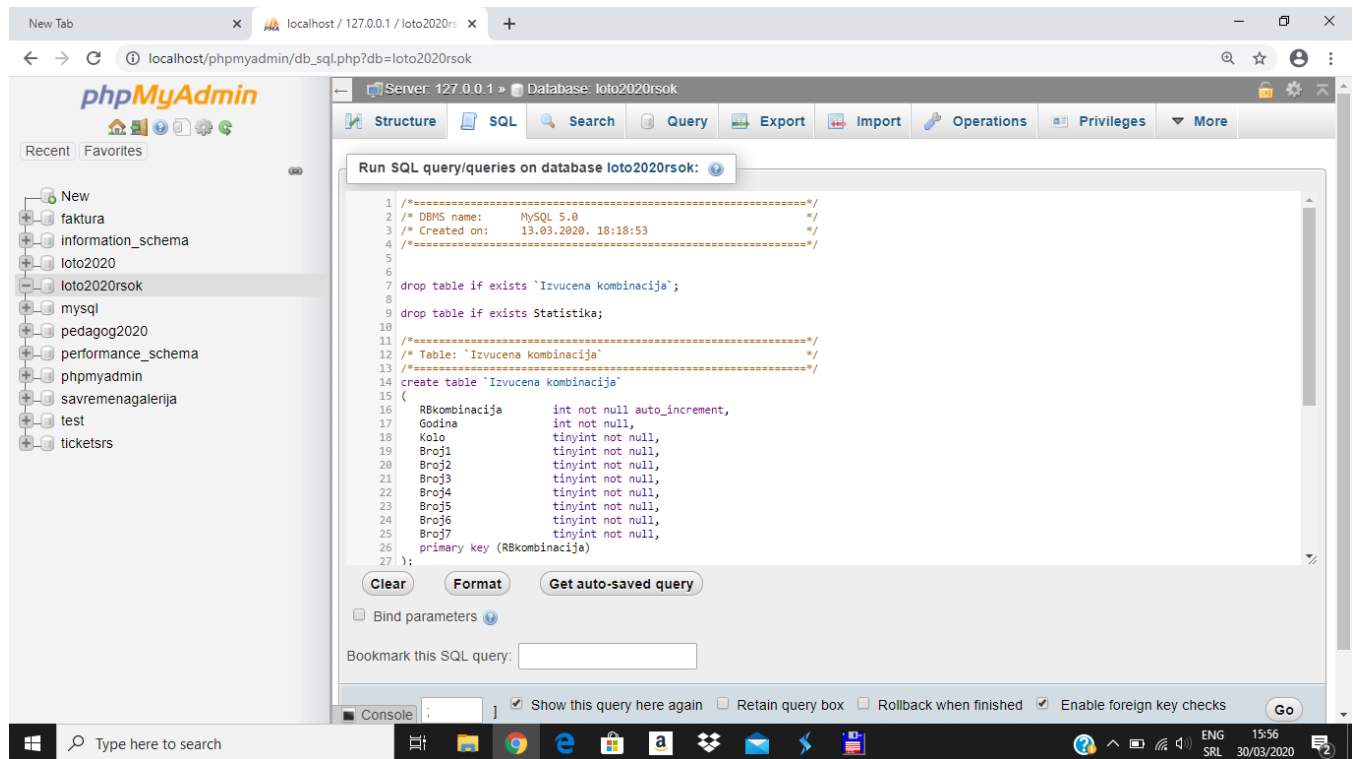 New Tab
localhost / 127.0.0.1 / loto2020rs
localhost/phpmyadmin/db_sql.php?db=loto2020rsok
phpMyAdmin
Recent Favorites
New
faktura
information_schema
loto2020
loto2020rsok
mysql
pedagog2020
performance_schema
phpmyadmin
savremenagalerija
test
ticketsrs
Server: 127.0.0.1 » Database: loto2020rsok
Structure SQL Search Query Export Import Operations Privileges More
Run SQL query/queries on database loto2020rsok:
1 /*==============================================================*/
2 /* DBMS name:      MySQL 5.0                                    */
3 /* Created on:     13.03.2020. 18:18:53                         */
4 /*==============================================================*/
5
6
7 drop table if exists `Izvucena kombinacija`;
8
9 drop table if exists Statistika;
10
11 /*==============================================================*/
12 /* Table: `Izvucena kombinacija`                                */
13 /*==============================================================*/
14 create table `Izvucena kombinacija`
15 (
16    RBkombinacija        int not null auto_increment,
17    Godina               int not null,
18    Kolo                 tinyint not null,
19    Broj1                tinyint not null,
20    Broj2                tinyint not null,
21    Broj3                tinyint not null,
22    Broj4                tinyint not null,
23    Broj5                tinyint not null,
24    Broj6                tinyint not null,
25    Broj7                tinyint not null,
26    primary key (RBkombinacija)
27 );
Clear Format Get auto-saved query
Bind parameters
Bookmark this SQL query:
Console ; ] Show this query here again Retain query box Rollback when finished Enable foreign key checks Go
Type here to search
ENG 15:56
SRL 30/03/2020
2